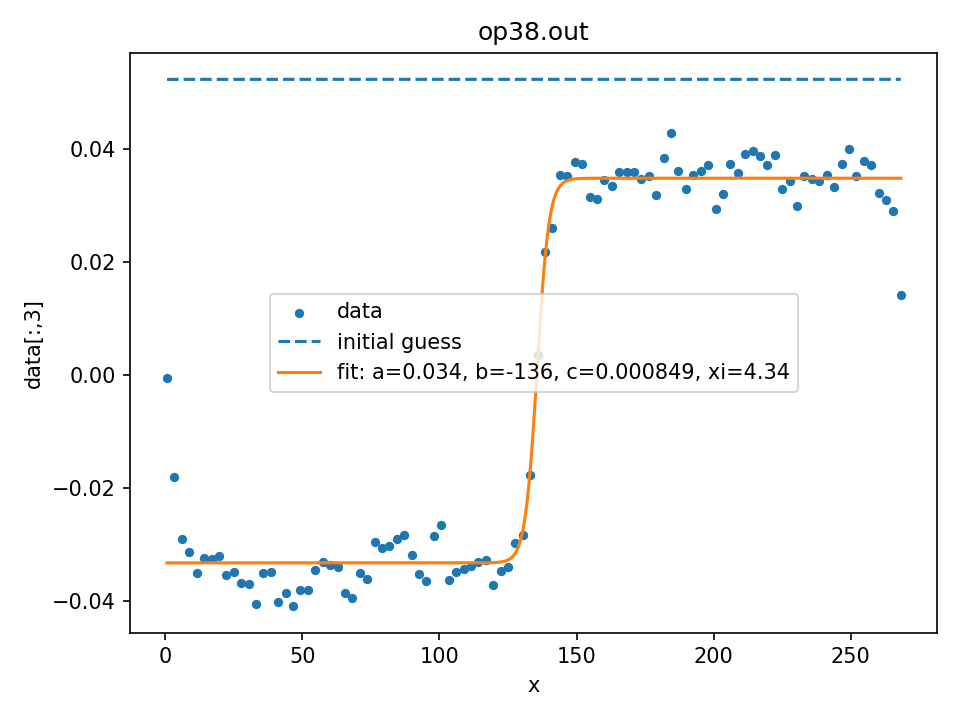 op38.out
0.04
0.02
0.00
−0.02
−0.04
data[:,3]
data
initial guess
fit: a=0.034, b=-136, c=0.000849, xi=4.34
0 50 100 150 200 250
x